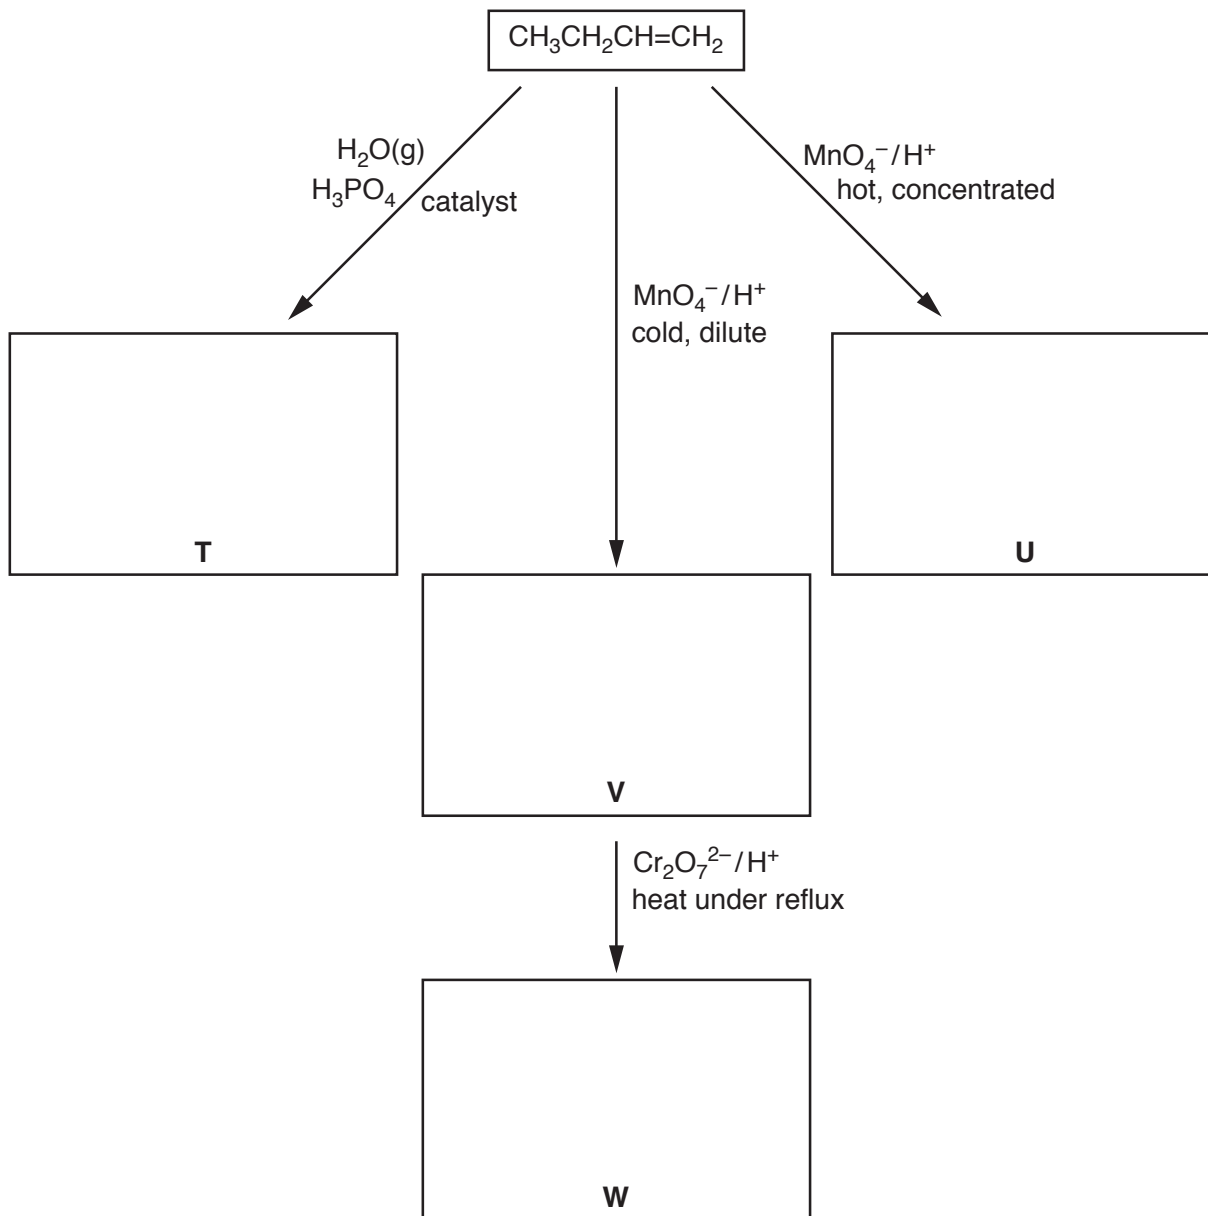 CH₃CH₂CH=CH₂
H₂O(g)
H₃PO₄ catalyst
MnO₄⁻/H⁺
hot, concentrated
MnO₄⁻/H⁺
cold, dilute
T
U
V
Cr₂O₇²⁻/H⁺
heat under reflux
W